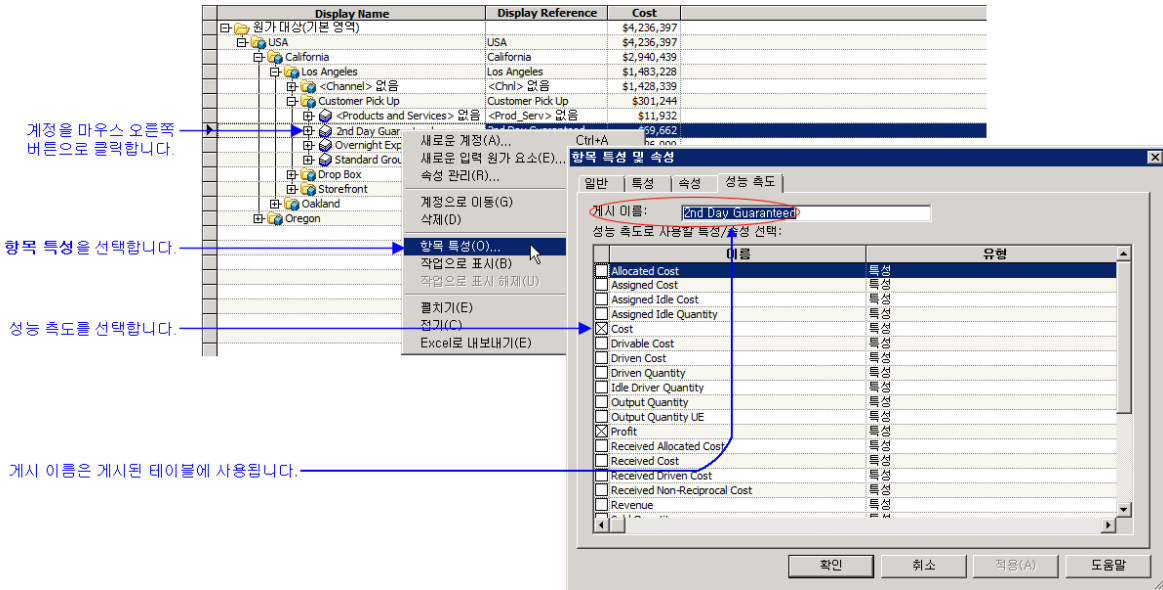 Display Name Display Reference Cost
원가 대상(기본 영역) $4,236,397
USA USA $4,236,397
California California $2,940,439
Los Angeles Los Angeles $1,483,228
<Channel> 없음 <Chnl> 없음 $1,428,339
Customer Pick Up Customer Pick Up $301,244
<Products and Services> 없음 <Prod_Serv> 없음 $11,932
2nd Day Guaranteed 2nd Day Guaranteed $69,662
Overnight Exp
Standard Grou
Drop Box
Storefront
Oakland
Oregon
계정을 마우스 오른쪽
버튼으로 클릭합니다.
항목 특성을 선택합니다.
성능 측도를 선택합니다.
게시 이름은 게시된 테이블에 사용됩니다.
새로운 계정(A)... Ctrl+A
새로운 입력 원가 요소(E)...
속성 관리(R)...
계정으로 이동(G)
삭제(D)
항목 특성(O)...
작업으로 표시(B)
작업으로 표시 해제(U)
펼치기(E)
접기(C)
Excel로 내보내기(E)
항목 특성 및 속성
일반 특성 속성 성능 측도
게시 이름: 2nd Day Guaranteed
성능 측도로 사용할 특성/속성 선택:
이름 유형
Allocated Cost 특성
Assigned Cost 특성
Assigned Idle Cost 특성
Assigned Idle Quantity 특성
Cost 특성
Drivable Cost 특성
Driven Cost 특성
Driven Quantity 특성
Idle Driver Quantity 특성
Output Quantity 특성
Output Quantity UE 특성
Profit 특성
Received Allocated Cost 특성
Received Cost 특성
Received Driven Cost 특성
Received Non-Reciprocal Cost 특성
Revenue 특성
확인 취소 적용(A) 도움말